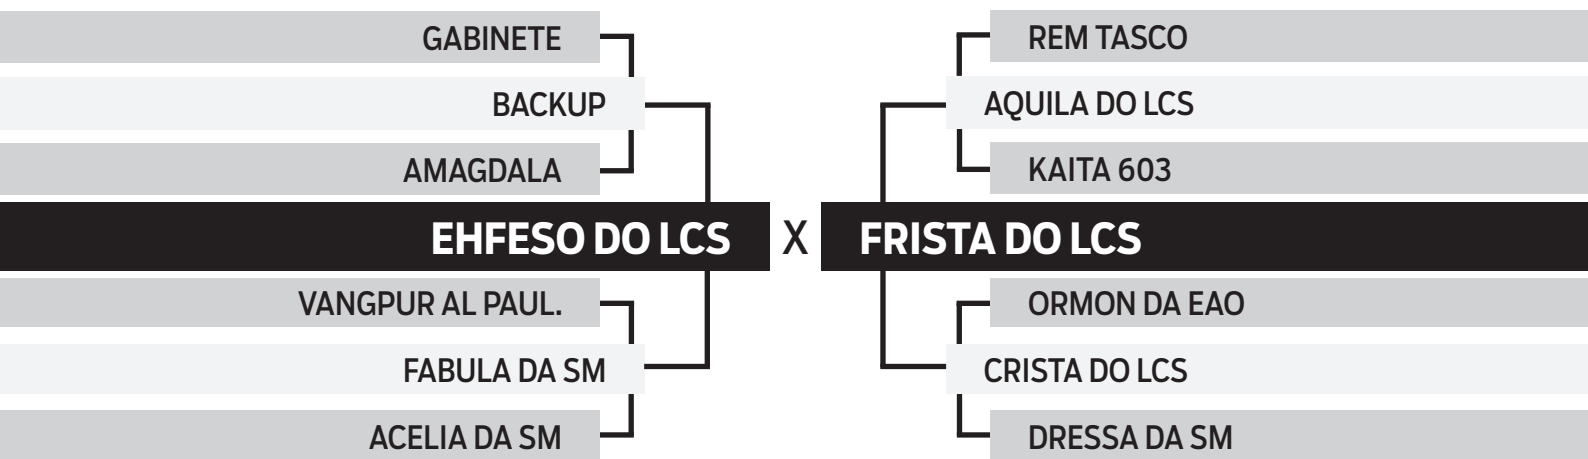 GABINETE
REM TASCO
BACKUP
AQUILA DO LCS
AMAGDALA
KAITA 603
EHFESO DO LCS X FRISTA DO LCS
VANGPUR AL PAUL.
ORMON DA EAO
FABULA DA SM
CRISTA DO LCS
ACELIA DA SM
DRESSA DA SM